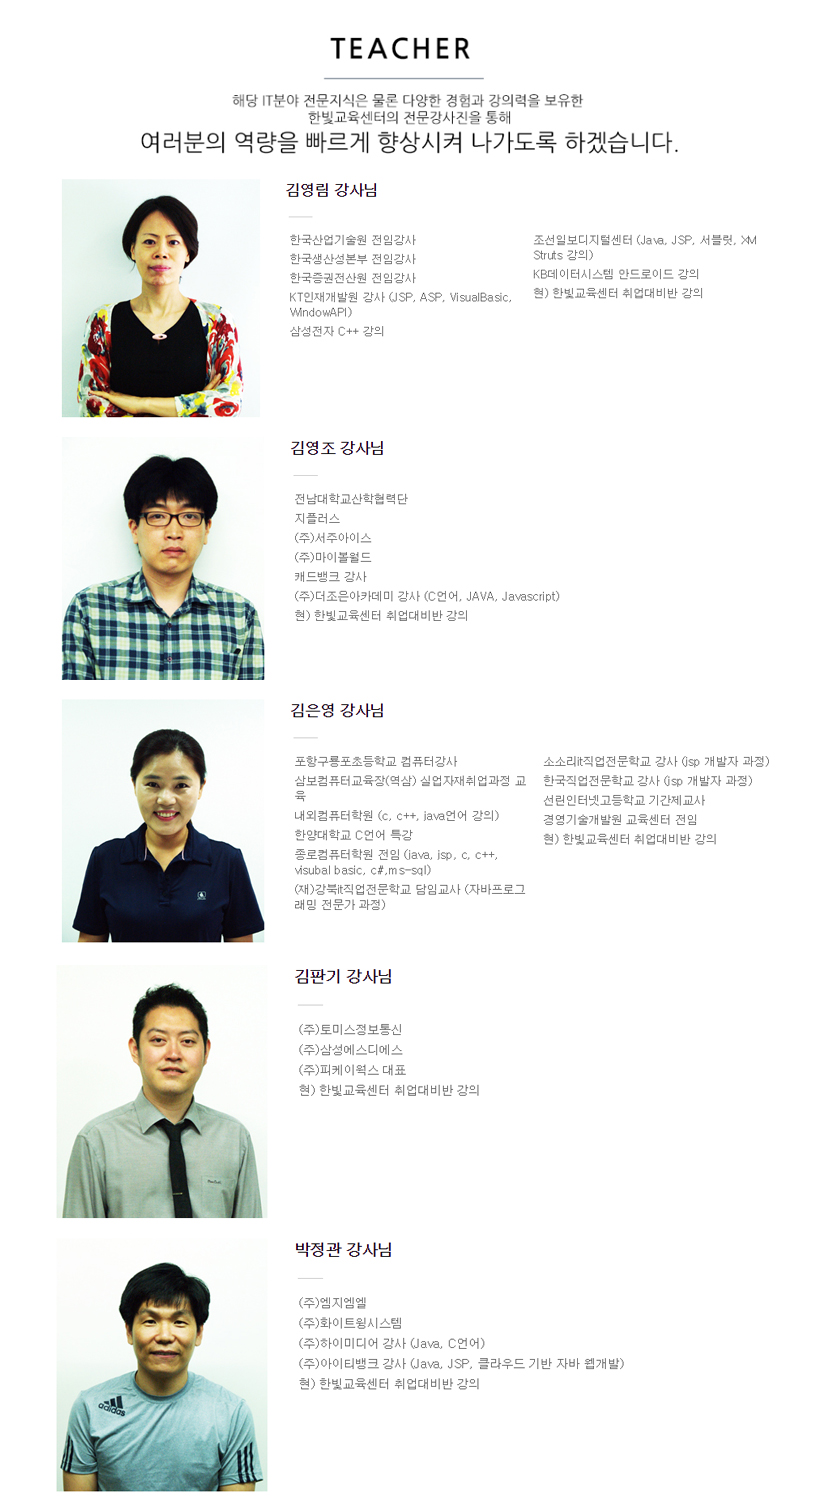 TEACHER
해당 IT분야 전문지식은 물론 다양한 경험과 강의력을 보유한
한빛교육센터의 전문강사진을 통해
여러분의 역량을 빠르게 향상시켜 나가도록 하겠습니다.
김영림 강사님
한국산업기술원 전임강사
한국생산성본부 전임강사
한국증권전산원 전임강사
KT인재개발원 강사 (JSP, ASP, VisualBasic,
WindowAPI)
삼성전자 C++ 강의
조선일보디지털센터 (Java, JSP, 서블릿, XM
Struts 강의)
KB데이터시스템 안드로이드 강의
현) 한빛교육센터 취업대비반 강의
김영조 강사님
전남대학교산학협력단
지플러스
(주)서주아이스
(주)마이볼월드
캐드뱅크 강사
(주)더조은아카데미 강사 (C언어, JAVA, Javascript)
현) 한빛교육센터 취업대비반 강의
김은영 강사님
포항구룡포초등학교 컴퓨터강사
삼보컴퓨터교육장(역삼) 실업자재취업과정 교
육
내외컴퓨터학원 (c, c++, java언어 강의)
한양대학교 C언어 특강
종로컴퓨터학원 전임 (java, jsp, c, c++,
visubal basic, c#,ms-sql)
(재)강북it직업전문학교 담임교사 (자바프로그
래밍 전문가 과정)
소소리it직업전문학교 강사 (jsp 개발자 과정)
한국직업전문학교 강사 (jsp 개발자 과정)
선린인터넷고등학교 기간제교사
경영기술개발원 교육센터 전임
현) 한빛교육센터 취업대비반 강의
김판기 강사님
(주)토미스정보통신
(주)삼성에스디에스
(주)피케이웍스 대표
현) 한빛교육센터 취업대비반 강의
박정관 강사님
(주)엠지엠엘
(주)화이트윙시스템
(주)하이미디어 강사 (Java, C언어)
(주)아이티뱅크 강사 (Java, JSP, 클라우드 기반 자바 웹개발)
현) 한빛교육센터 취업대비반 강의
adidas